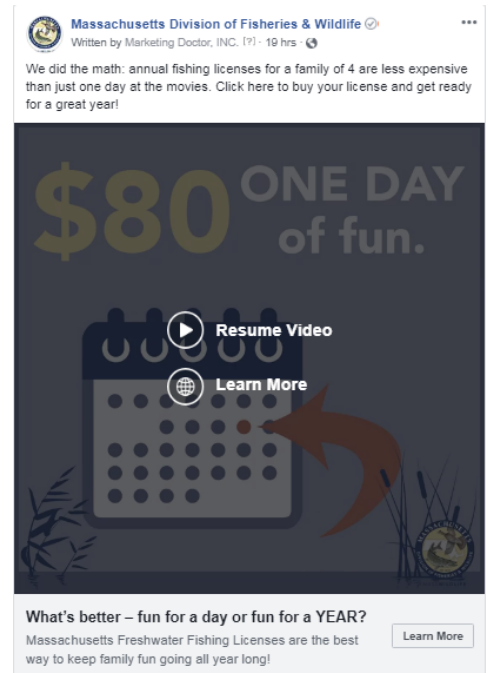 Massachusetts Division of Fisheries & Wildlife
Written by Marketing Doctor, INC. [?] · 19 hrs ·
We did the math: annual fishing licenses for a family of 4 are less expensive
than just one day at the movies. Click here to buy your license and get ready
for a great year!
$80 ONE DAY
of fun.
Resume Video
Learn More
MASSACHUSETTS
What's better – fun for a day or fun for a YEAR?
Massachusetts Freshwater Fishing Licenses are the best
way to keep family fun going all year long!
Learn More